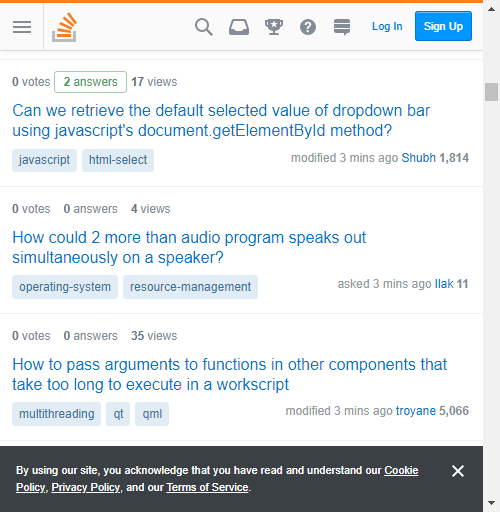 Log In Sign Up
0 votes 2 answers 17 views
Can we retrieve the default selected value of dropdown bar
using javascript's document.getElementById method?
javascript html-select modified 3 mins ago Shubh 1,814
0 votes 0 answers 4 views
How could 2 more than audio program speaks out
simultaneously on a speaker?
operating-system resource-management asked 3 mins ago llak 11
0 votes 0 answers 35 views
How to pass arguments to functions in other components that
take too long to execute in a workscript
multithreading qt qml modified 3 mins ago troyane 5,066
By using our site, you acknowledge that you have read and understand our Cookie
Policy, Privacy Policy, and our Terms of Service.